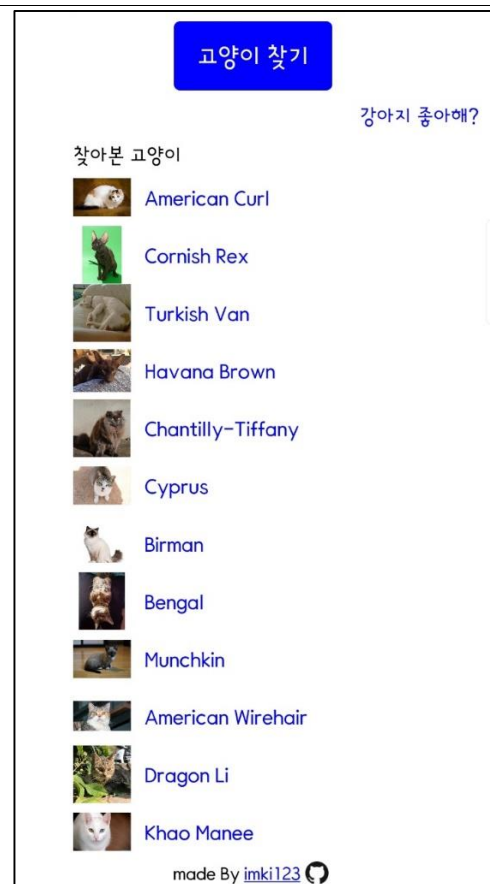 고양이 찾기
강아지 좋아해?
찾아본 고양이
American Curl
Cornish Rex
Turkish Van
Havana Brown
Chantilly-Tiffany
Cyprus
Birman
Bengal
Munchkin
American Wirehair
Dragon Li
Khao Manee
made By imki123